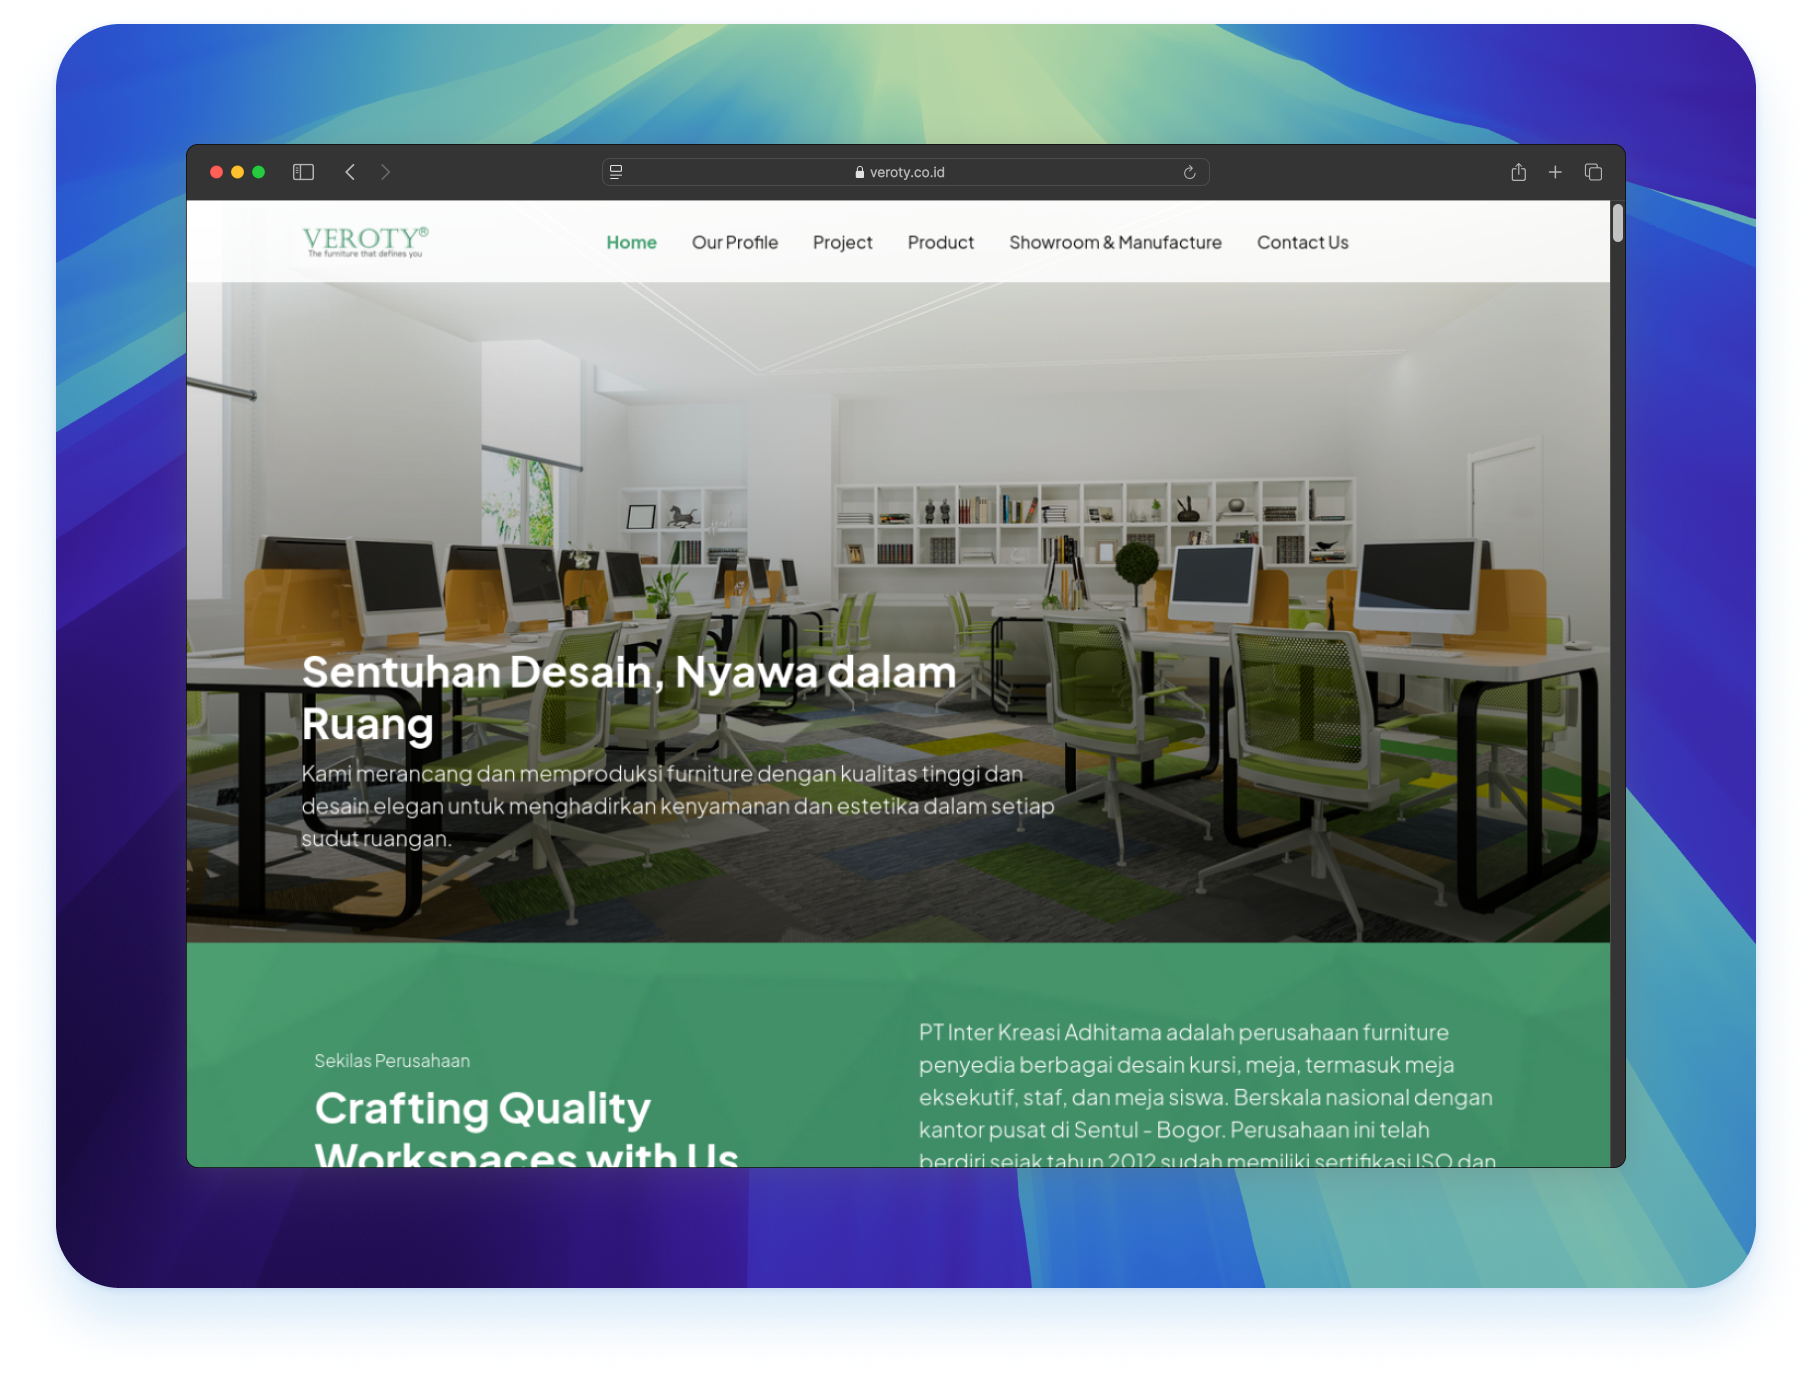 veroty.co.id
VEROTY®
The furniture that defines you
Home
Our Profile
Project
Product
Showroom & Manufacture
Contact Us
Sentuhan Desain, Nyawa dalam
Ruang
Kami merancang dan memproduksi furniture dengan kualitas tinggi dan
desain elegan untuk menghadirkan kenyamanan dan estetika dalam setiap
sudut ruangan.
Sekilas Perusahaan
Crafting Quality
Workspaces with Us
PT Inter Kreasi Adhitama adalah perusahaan furniture
penyedia berbagai desain kursi, meja, termasuk meja
eksekutif, staf, dan meja siswa. Berskala nasional dengan
kantor pusat di Sentul - Bogor. Perusahaan ini telah
berdiri sejak tahun 2012 sudah memiliki sertifikasi ISO dan